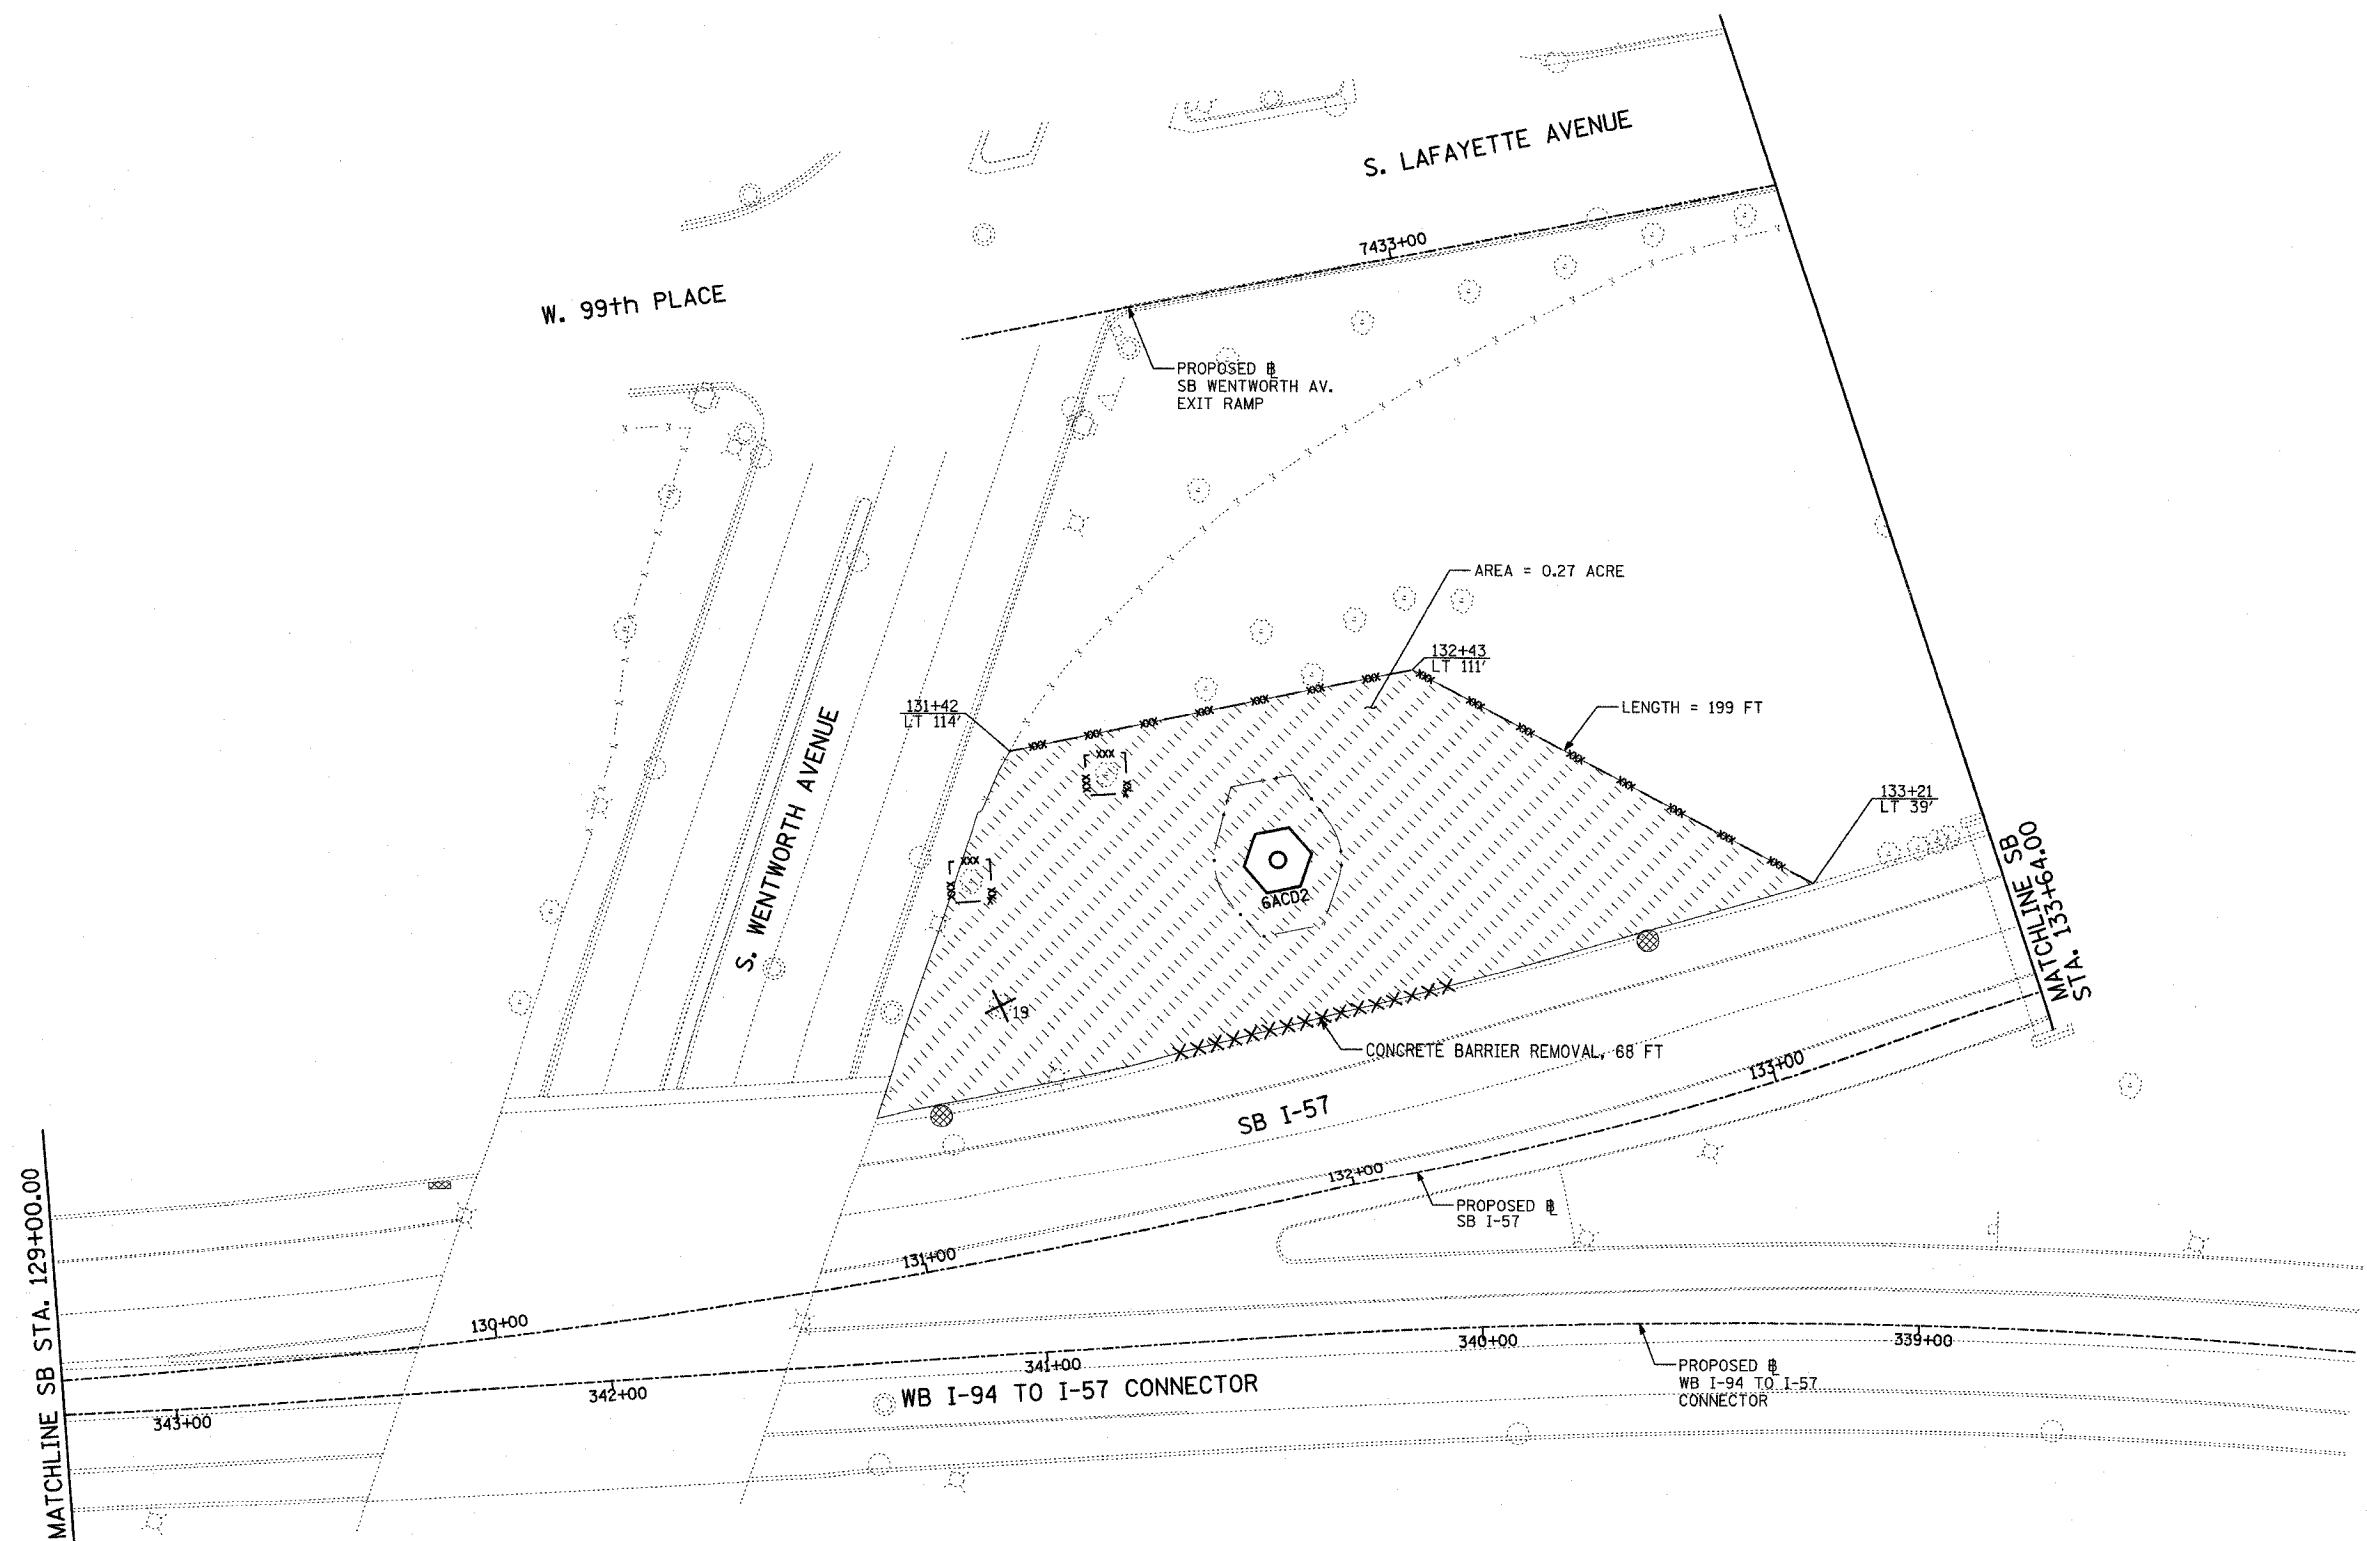 S. LAFAYETTE AVENUE
7433+00
W. 99th PLACE
PROPOSED ℄
SB WENTWORTH AV.
EXIT RAMP
AREA = 0.27 ACRE
132+43
LT 111'
131+42
LT 114'
LENGTH = 199 FT
133+21
LT 39'
S. WENTWORTH AVENUE
XXX
6ACD2
19
MATCHLINE SB
STA. 133+64.00
CONCRETE BARRIER REMOVAL, 68 FT
133+00
SB I-57
132+00
PROPOSED ℄
SB I-57
131+00
130+00
MATCHLINE SB STA. 129+00.00
343+00
342+00
341+00
340+00
339+00
WB I-94 TO I-57 CONNECTOR
PROPOSED ℄
WB I-94 TO I-57
CONNECTOR